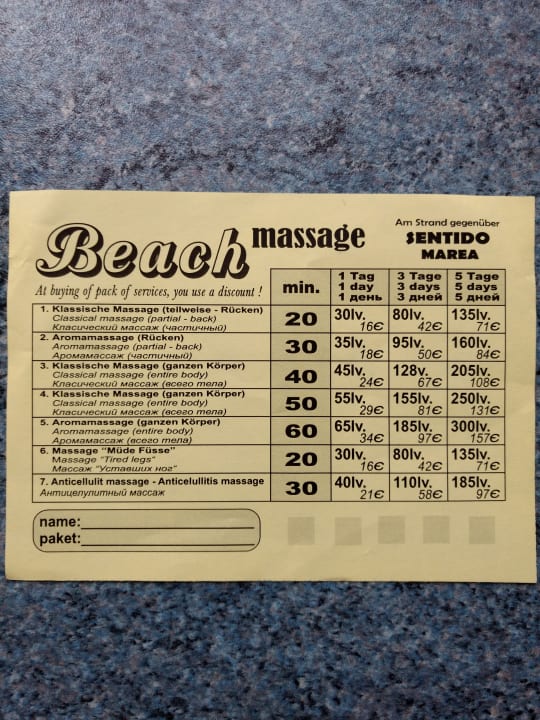 Beach massage
Am Strand gegenüber
SENTIDO
MAREA
At buying of pack of services, you use a discount !
min.
1 Tag
1 day
1 день
3 Tage
3 days
3 дней
5 Tage
5 days
5 дней
1. Klassische Massage (teilweise - Rücken)
Classical massage (partial - back)
Класический массаж (частичный)
20 30lv. 16€ 80lv. 42€ 135lv. 71€
2. Aromamassage (Rücken)
Aromamassage (partial - back)
Аромамассаж (частичный)
30 35lv. 18€ 95lv. 50€ 160lv. 84€
3. Klassische Massage (ganzen Körper)
Classical massage (entire body)
Класический массаж (всего тела)
40 45lv. 24€ 128v. 67€ 205lv. 108€
4. Klassische Massage (ganzen Körper)
Classical massage (entire body)
Класический массаж (всего тела)
50 55lv. 29€ 155lv. 81€ 250lv. 131€
5. Aromamassage (ganzen Körper)
Aromamassage (entire body)
Аромамассаж (всего тела)
60 65lv. 34€ 185lv. 97€ 300lv. 157€
6. Massage “Müde Füsse”
Massage “Tired legs”
Массаж “Уставших ног”
20 30lv. 16€ 80lv. 42€ 135lv. 71€
7. Anticellulit massage - Anticelullitis massage
Антицелулитный массаж
30 40lv. 21€ 110lv. 58€ 185lv. 97€
name:
paket: